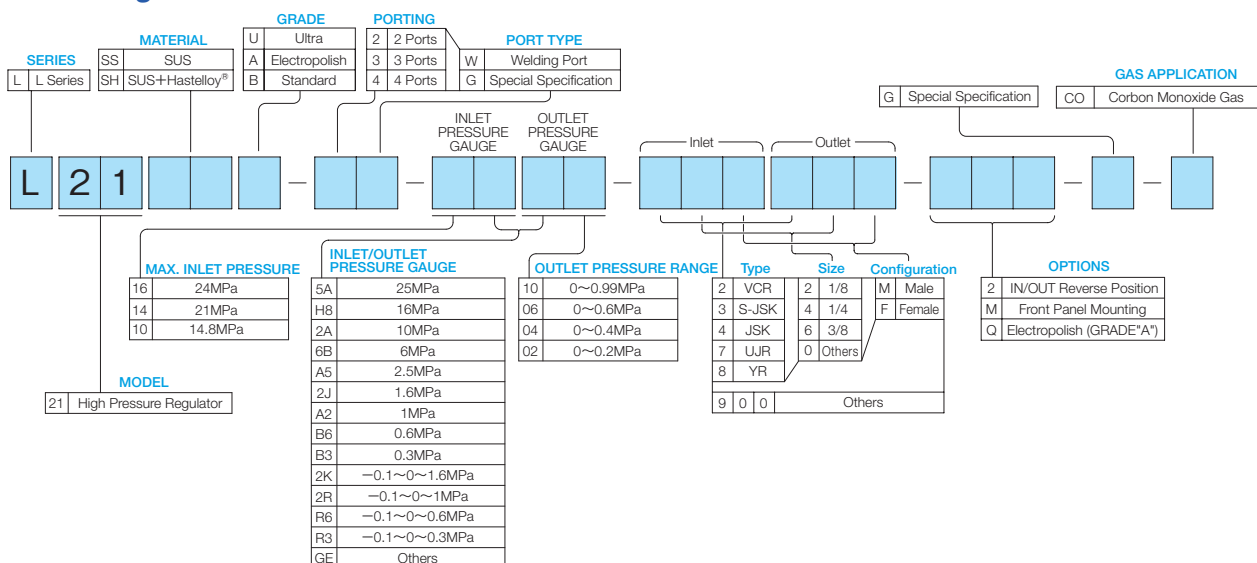 GRADE
U Ultra
A Electropolish
B Standard
PORTING
2 2 Ports
3 3 Ports
4 4 Ports
PORT TYPE
W Welding Port
G Special Specification
MATERIAL
SS SUS
SH SUS+Hastelloy®
SERIES
L L Series
GAS APPLICATION
CO Corbon Monoxide Gas
G Special Specification
INLET
PRESSURE
GAUGE
OUTLET
PRESSURE
GAUGE
Inlet
Outlet
L 2 1 — — — — — —
MAX. INLET PRESSURE
16 24MPa
14 21MPa
10 14.8MPa
MODEL
21 High Pressure Regulator
INLET/OUTLET
PRESSURE GAUGE
5A 25MPa
H8 16MPa
2A 10MPa
6B 6MPa
A5 2.5MPa
2J 1.6MPa
A2 1MPa
B6 0.6MPa
B3 0.3MPa
2K −0.1〜0〜1.6MPa
2R −0.1〜0〜1MPa
R6 −0.1〜0〜0.6MPa
R3 −0.1〜0〜0.3MPa
GE Others
OUTLET PRESSURE RANGE
10 0〜0.99MPa
06 0〜0.6MPa
04 0〜0.4MPa
02 0〜0.2MPa
Type
2 VCR
3 S-JSK
4 JSK
7 UJR
8 YR
Size
2 1/8
4 1/4
6 3/8
0 Others
Configuration
M Male
F Female
9 0 0 Others
OPTIONS
2 IN/OUT Reverse Position
M Front Panel Mounting
Q Electropolish (GRADE"A")